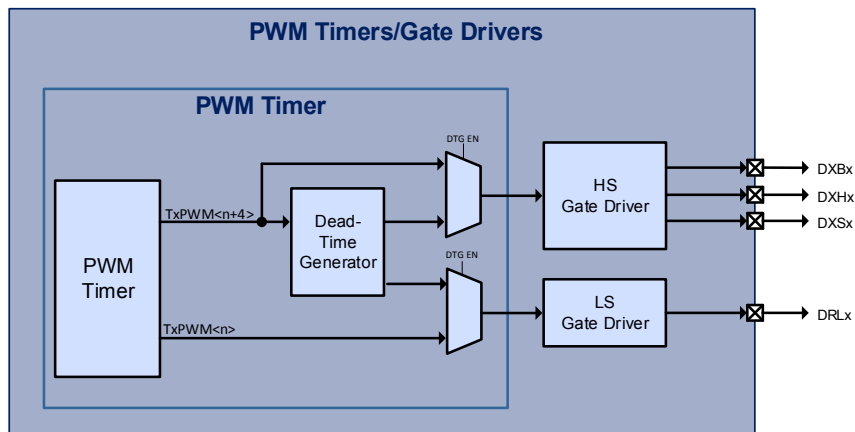 PWM Timers/Gate Drivers
PWM Timer
DTG EN
TxPWM<n+4>
Dead-
Time
Generator
HS
Gate Driver
DXBx
DXHx
DXSx
PWM
Timer
DTG EN
TxPWM<n>
LS
Gate Driver
DRLx